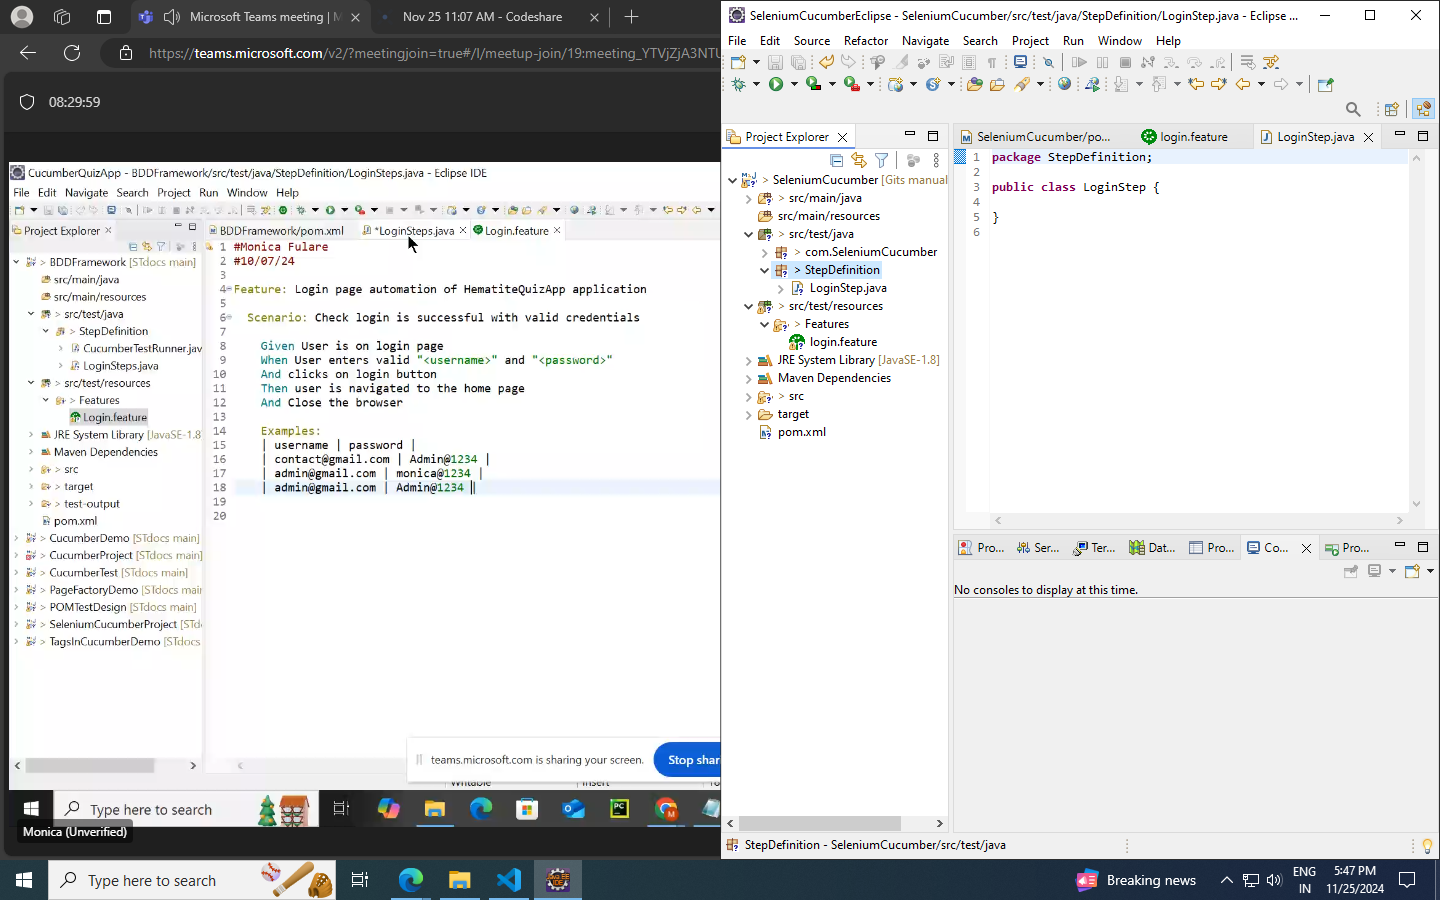 Microsoft Teams meeting | M
Nov 25 11:07 AM - Codeshare
https://teams.microsoft.com/v2/?meetingjoin=true#/l/meetup-join/19:meeting_YTVjZjA3NTU
08:29:59
CucumberQuizApp - BDDFramework/src/test/java/StepDefinition/LoginSteps.java - Eclipse IDE
File Edit Navigate Search Project Run Window Help
Project Explorer
BDDFramework/pom.xml
*LoginSteps.java
Login.feature
> BDDFramework [STdocs main]
src/main/java
src/main/resources
> src/test/java
> StepDefinition
> CucumberTestRunner.jav
> LoginSteps.java
> src/test/resources
> Features
Login.feature
JRE System Library [JavaSE-1.8
Maven Dependencies
> src
> target
> test-output
pom.xml
> CucumberDemo [STdocs main]
> CucumberProject [STdocs main]
> CucumberTest [STdocs main]
> PageFactoryDemo [STdocs main]
> POMTestDesign [STdocs main]
> SeleniumCucumberProject [STd
> TagsInCucumberDemo [STdocs
1 #Monica Fulare
2 #10/07/24
3
4 Feature: Login page automation of HematiteQuizApp application
5
6 Scenario: Check login is successful with valid credentials
7
8 Given User is on login page
9 When User enters valid "<username>" and "<password>"
10 And clicks on login button
11 Then user is navigated to the home page
12 And Close the browser
13
14 Examples:
15 | username | password |
16 | contact@gmail.com | Admin@1234 |
17 | admin@gmail.com | monica@1234 |
18 | admin@gmail.com | Admin@1234 |
19
20
teams.microsoft.com is sharing your screen.
Stop shar
Writable
Insert
Type here to search
Monica (Unverified)
SeleniumCucumberEclipse - SeleniumCucumber/src/test/java/StepDefinition/LoginStep.java - Eclipse ...
File Edit Source Refactor Navigate Search Project Run Window Help
Project Explorer
SeleniumCucumber/po...
login.feature
LoginStep.java
> SeleniumCucumber [Gits manual
> src/main/java
src/main/resources
> src/test/java
> com.SeleniumCucumber
> StepDefinition
> LoginStep.java
> src/test/resources
> Features
login.feature
JRE System Library [JavaSE-1.8]
Maven Dependencies
> src
target
pom.xml
1 package StepDefinition;
2
3 public class LoginStep {
4
5 }
6
Pro... Ser... Ter... Dat... Pro... Co... Pro...
No consoles to display at this time.
StepDefinition - SeleniumCucumber/src/test/java
Type here to search
Breaking news
ENG
IN
5:47 PM
11/25/2024